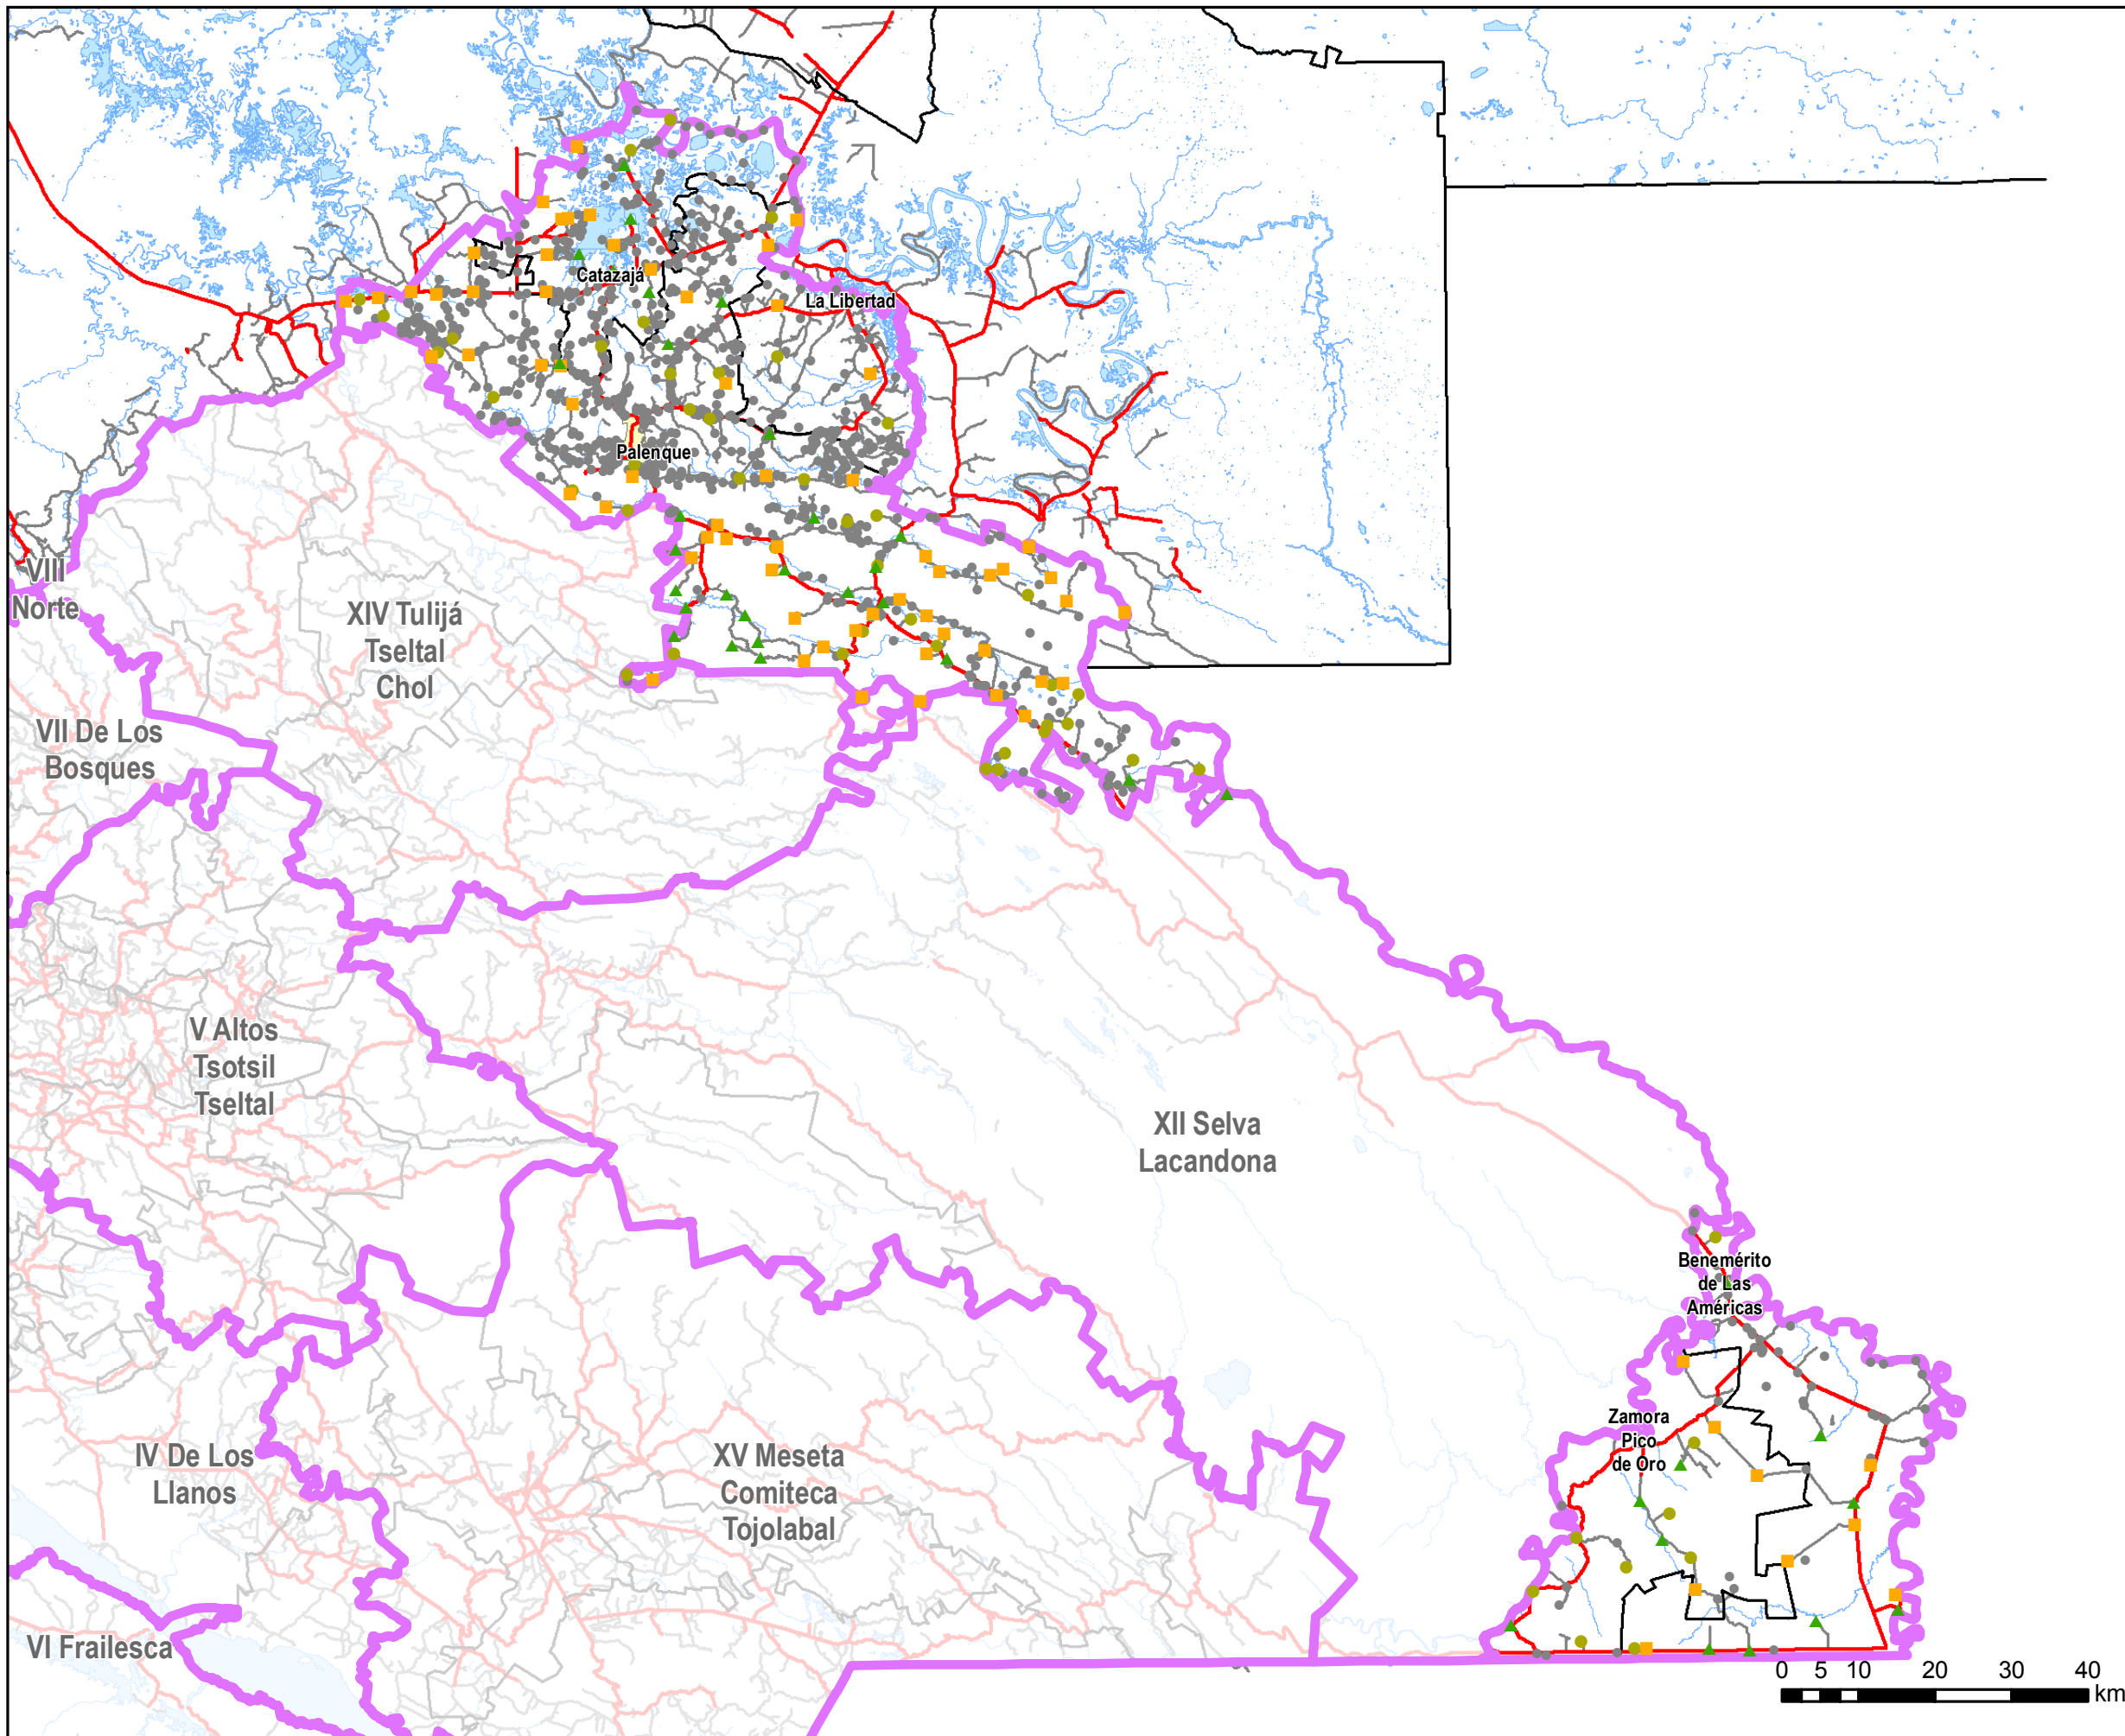 Catazajá
La Libertad
Palenque
VIII
Norte
XIV Tulijá
Tseltal
Chol
VII De Los
Bosques
V Altos
Tsotsil
Tseltal
XII Selva
Lacandona
Benemérito
de Las
Américas
Zamora
Pico
de Oro
IV De Los
Llanos
XV Meseta
Comiteca
Tojolabal
VI Frailesca
0 5 10 20 30 40
km